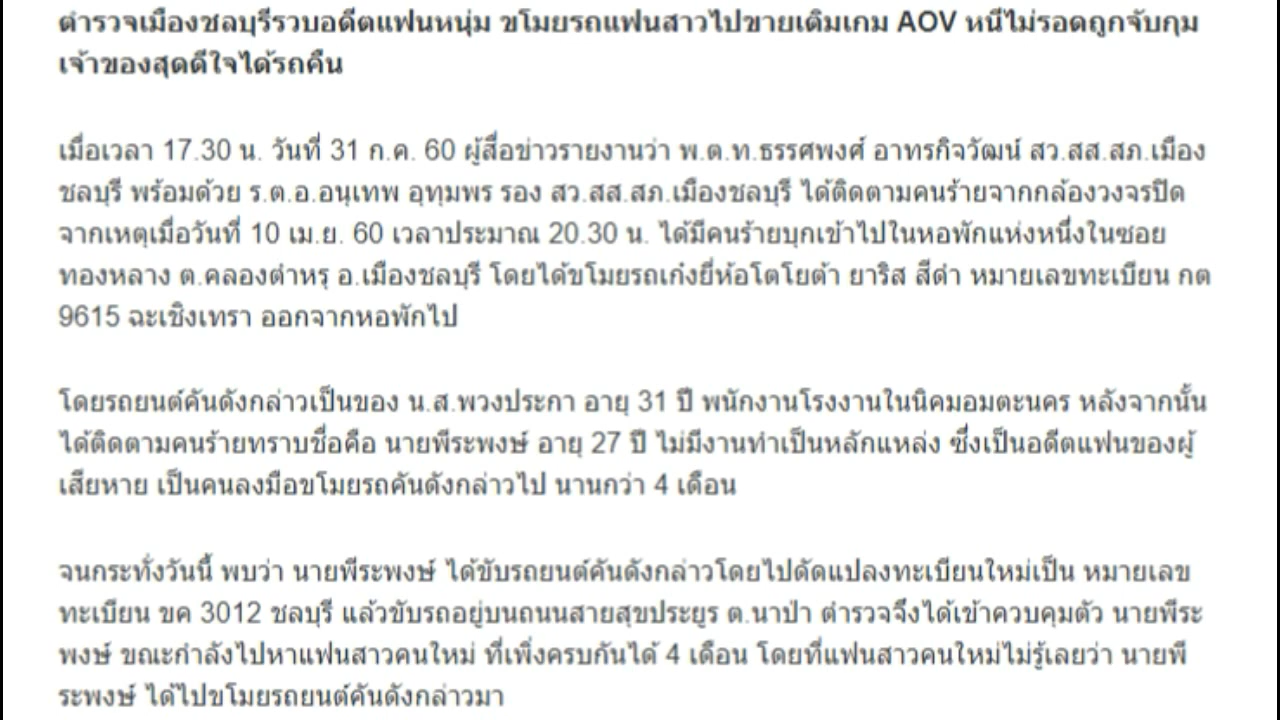 ตำรวจเมืองชลบุรีรวบอดีตแฟนหนุ่ม ขโมยรถแฟนสาวไปขายเติมเกม AOV หนีไม่รอดถูกจับกุม
เจ้าของสุดดีใจได้รถคืน
เมื่อเวลา 17.30 น. วันที่ 31 ก.ค. 60 ผู้สื่อข่าวรายงานว่า พ.ต.ท.ธรรศพงศ์ อาทรกิจวัฒน์ สว.สส.สภ.เมือง
ชลบุรี พร้อมด้วย ร.ต.อ.อนุเทพ อุทุมพร รอง สว.สส.สภ.เมืองชลบุรี ได้ติดตามคนร้ายจากกล้องวงจรปิด
จากเหตุเมื่อวันที่ 10 เม.ย. 60 เวลาประมาณ 20.30 น. ได้มีคนร้ายบุกเข้าไปในหอพักแห่งหนึ่งในซอย
ทองหลาง ต.คลองตำหรุ อ.เมืองชลบุรี โดยได้ขโมยรถเก๋งยี่ห้อโตโยต้า ยาริส สีดำ หมายเลขทะเบียน กต
9615 ฉะเชิงเทรา ออกจากหอพักไป
โดยรถยนต์คันดังกล่าวเป็นของ น.ส.พวงประกา อายุ 31 ปี พนักงานโรงงานในนิคมอมตะนคร หลังจากนั้น
ได้ติดตามคนร้ายทราบชื่อคือ นายพีระพงษ์ อายุ 27 ปี ไม่มีงานทำเป็นหลักแหล่ง ซึ่งเป็นอดีตแฟนของผู้
เสียหาย เป็นคนลงมือขโมยรถคันดังกล่าวไป นานกว่า 4 เดือน
จนกระทั่งวันนี้ พบว่า นายพีระพงษ์ ได้ขับรถยนต์คันดังกล่าวโดยไปดัดแปลงทะเบียนใหม่เป็น หมายเลข
ทะเบียน ขค 3012 ชลบุรี แล้วขับรถอยู่บนถนนสายสุขประยูร ต.นาป่า ตำรวจจึงได้เข้าควบคุมตัว นายพีระ
พงษ์ ขณะกำลังไปหาแฟนสาวคนใหม่ ที่เพิ่งครบกันได้ 4 เดือน โดยที่แฟนสาวคนใหม่ไม่รู้เลยว่า นายพี
ระพงษ์ ได้ไปขโมยรถยนต์คันดังกล่าวมา